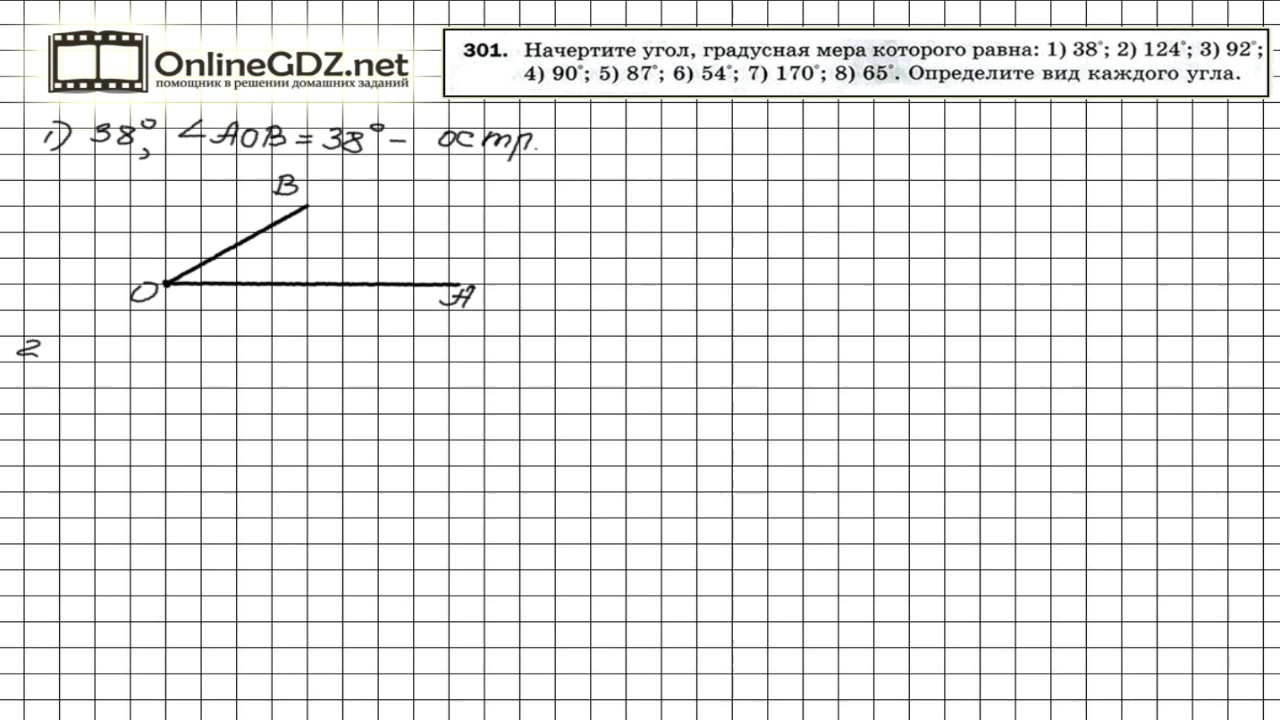 OnlineGDZ.net
помощник в решении домашних заданий
301. Начертите угол, градусная мера которого равна: 1) 38°; 2) 124°; 3) 92°;
4) 90°; 5) 87°; 6) 54°; 7) 170°; 8) 65°. Определите вид каждого угла.
1) 38°, ∠AOB = 38° – остр.
B
O
A
2